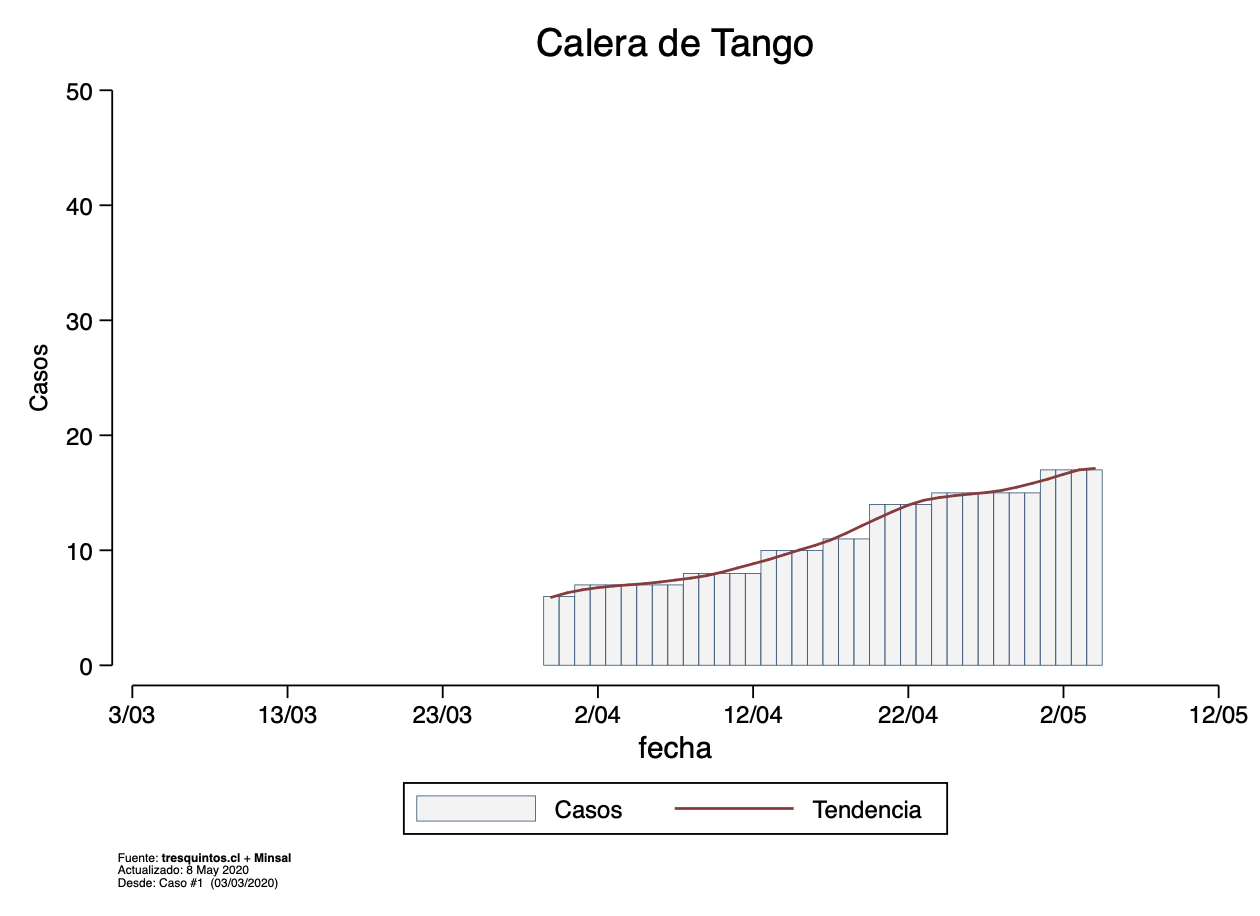 Calera de Tango
50
40
30
20
10
0
Casos
3/03 13/03 23/03 2/04 12/04 22/04 2/05 12/05
fecha
Casos Tendencia
Fuente: tresquintos.cl + Minsal
Actualizado: 8 May 2020
Desde: Caso #1 (03/03/2020)